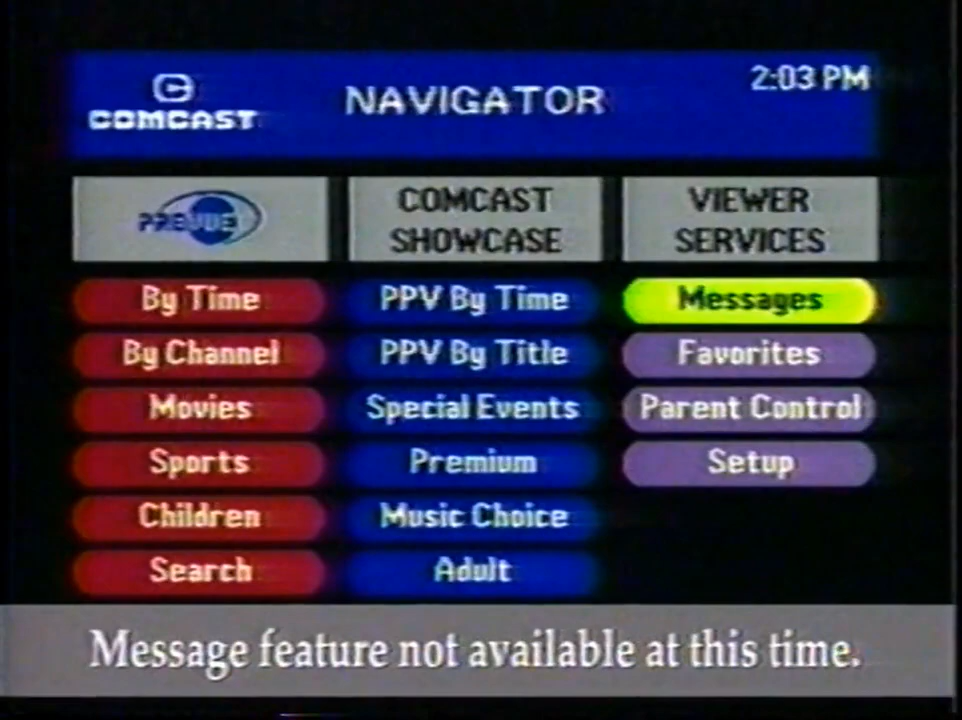 COMCAST
NAVIGATOR
2:03 PM
PREVUE
COMCAST
SHOWCASE
VIEWER
SERVICES
By Time
PPV By Time
Messages
By Channel
PPV By Title
Favorites
Movies
Special Events
Parent Control
Sports
Premium
Setup
Children
Music Choice
Search
Adult
Message feature not available at this time.